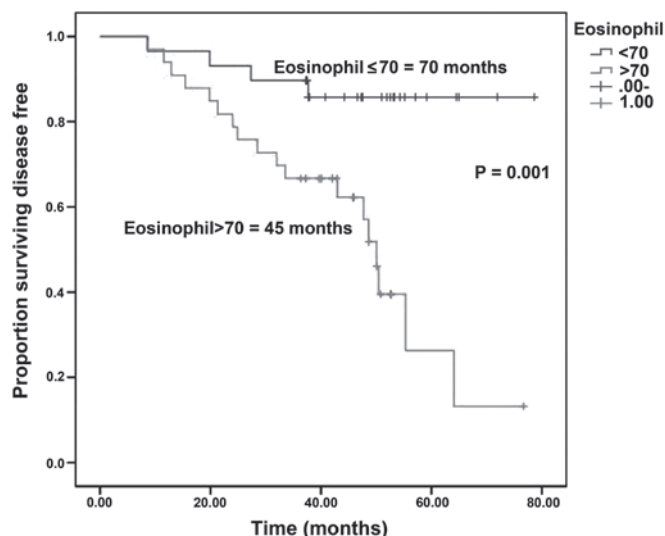 Eosinophil
<70
>70
.00-
1.00
1.0
0.8
0.6
0.4
0.2
0.0
Proportion surviving disease free
Eosinophil ≤70 = 70 months
P = 0.001
Eosinophil>70 = 45 months
0.00 20.00 40.00 60.00 80.00
Time (months)